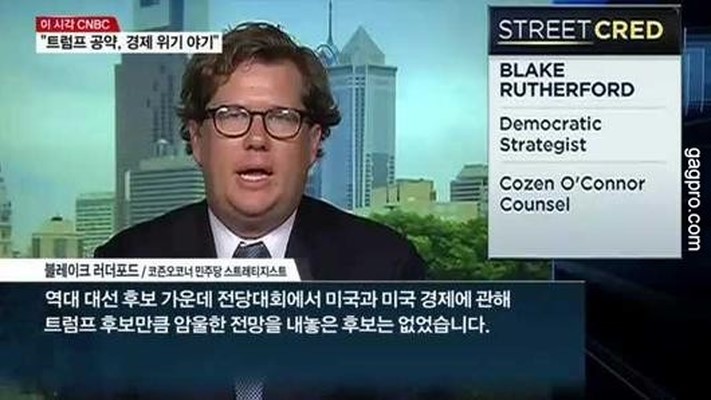 이 시각 CNBC
"트럼프 공약, 경제 위기 야기"
STREET CRED
BLAKE
RUTHERFORD
Democratic
Strategist
Cozen O'Connor
Counsel
gagpro.com
블레이크 러더포드 / 코존오코너 민주당 스트레티지스트
역대 대선 후보 가운데 전당대회에서 미국과 미국 경제에 관해
트럼프 후보만큼 암울한 전망을 내놓은 후보는 없었습니다.